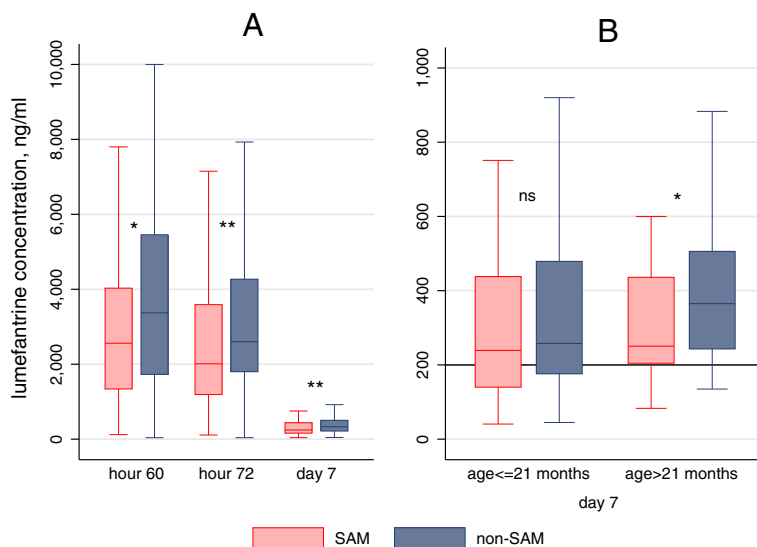 A
B
lumefantrine concentration, ng/ml
10,000
8,000
6,000
4,000
2,000
0
*
**
**
hour 60
hour 72
day 7
1,000
800
600
400
200
0
ns
*
age<=21 months
age>21 months
day 7
SAM
non-SAM